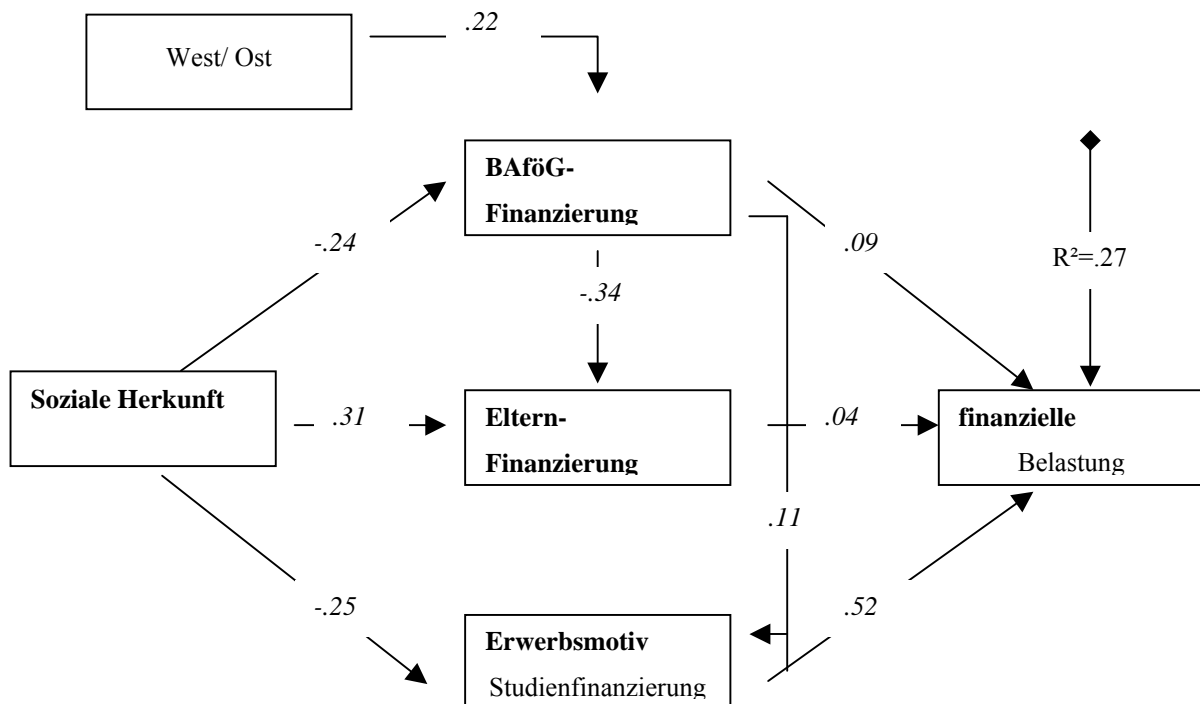 .22
West/ Ost
BAföG-
Finanzierung
-.24
.09
R²=.27
-.34
Soziale Herkunft
.31
Eltern-
Finanzierung
.04
finanzielle
Belastung
.11
-.25
.52
Erwerbsmotiv
Studienfinanzierung